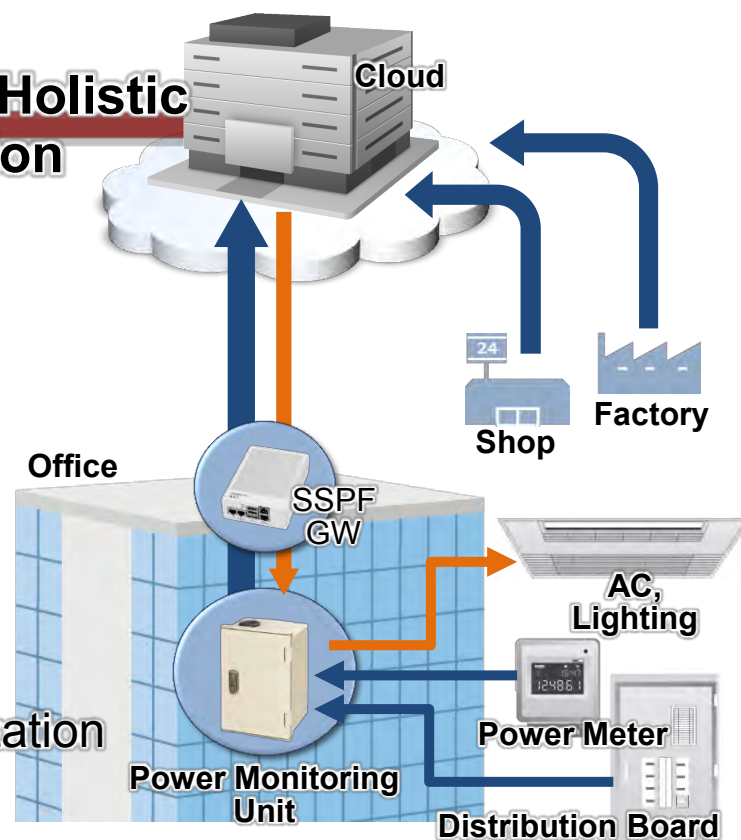 Holistic
on
Cloud
24
Shop
Factory
Office
SSPF
GW
AC,
Lighting
124861
Power Meter
ation
Power Monitoring
Unit
Distribution Board